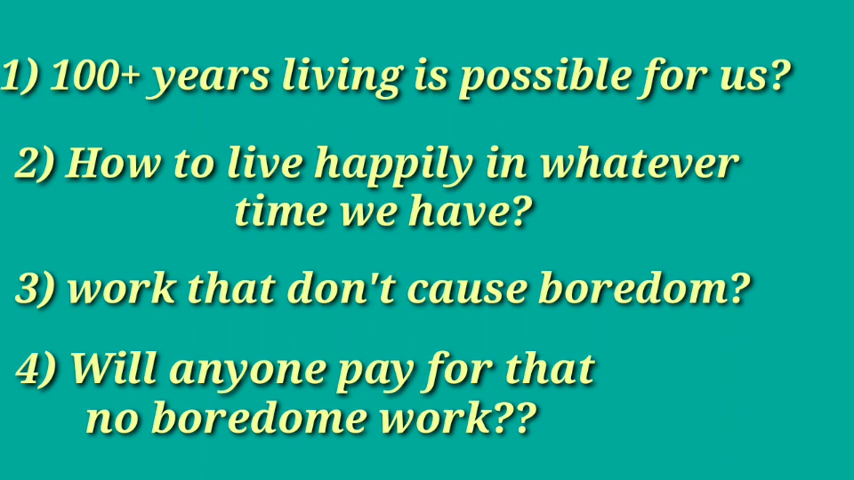 1) 100+ years living is possible for us?
2) How to live happily in whatever
time we have?
3) work that don't cause boredom?
4) Will anyone pay for that
no boredome work??